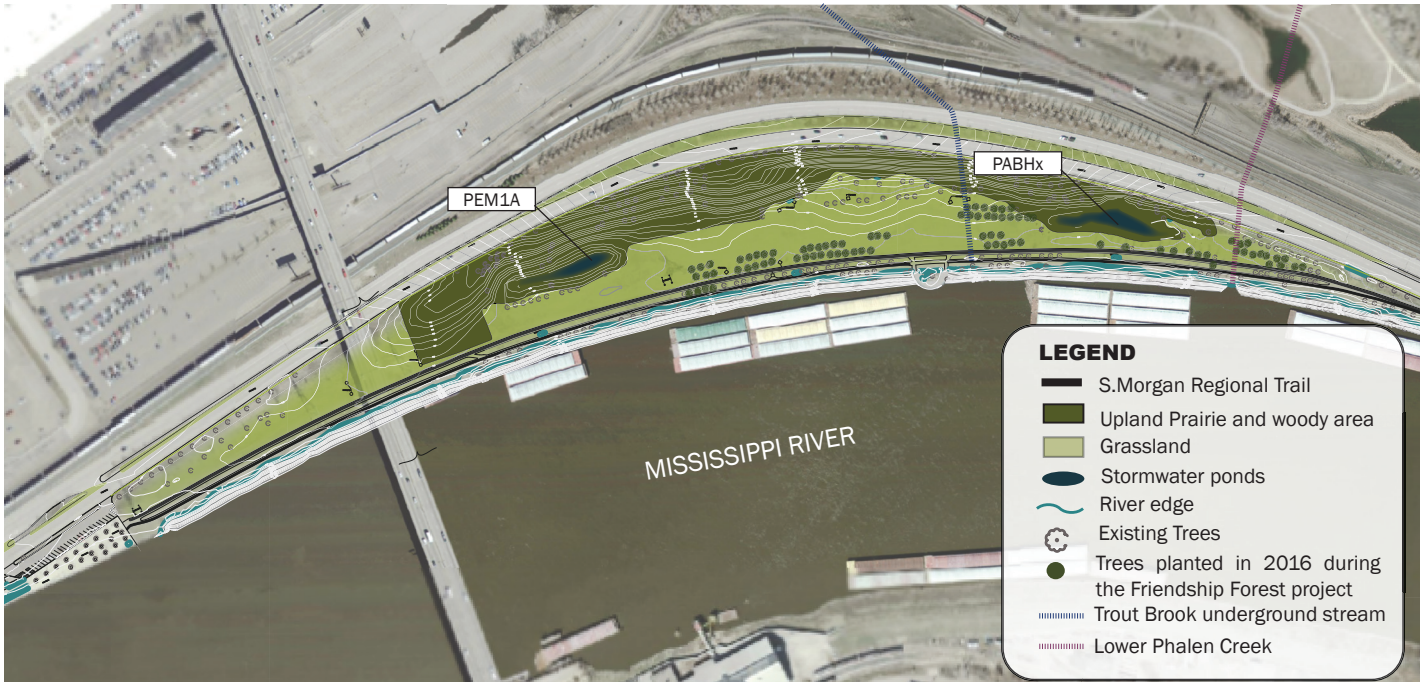 PEM1A
PABHx
MISSISSIPPI RIVER
LEGEND
S.Morgan Regional Trail
Upland Prairie and woody area
Grassland
Stormwater ponds
River edge
Existing Trees
Trees planted in 2016 during
the Friendship Forest project
Trout Brook underground stream
Lower Phalen Creek